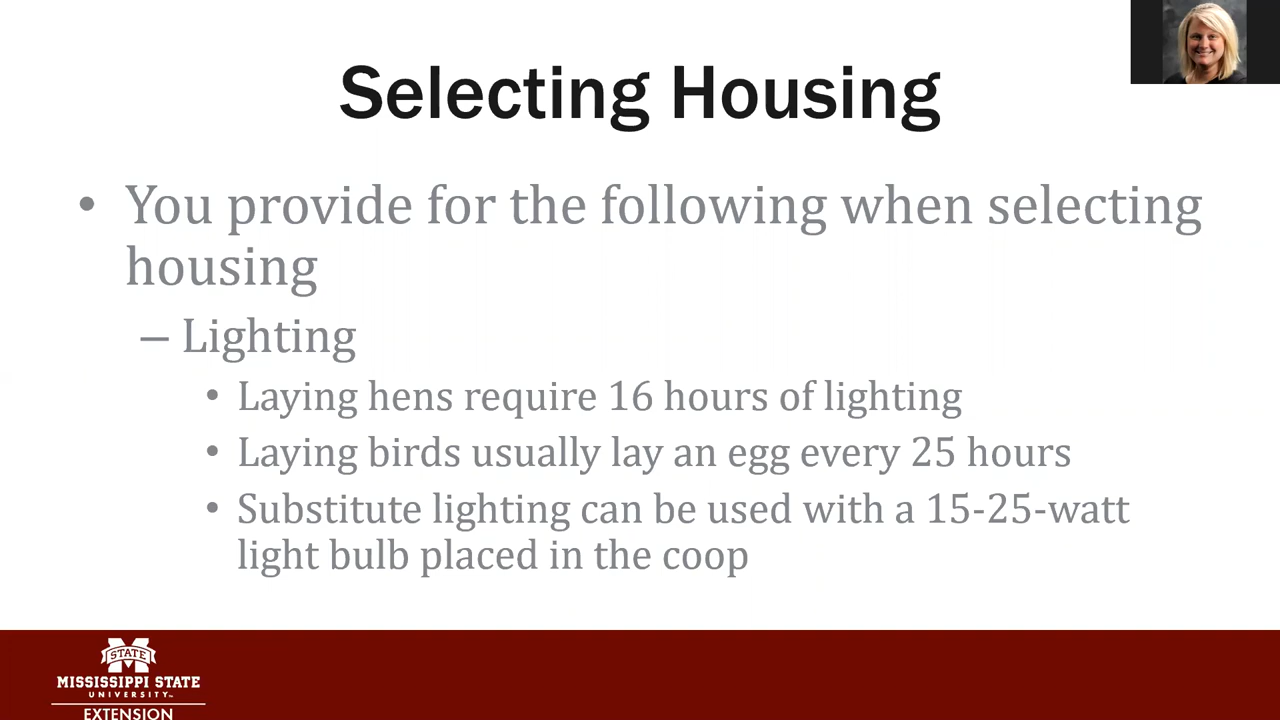 Selecting Housing
• You provide for the following when selecting
housing
– Lighting
• Laying hens require 16 hours of lighting
• Laying birds usually lay an egg every 25 hours
• Substitute lighting can be used with a 15-25-watt
light bulb placed in the coop
STATE
MISSISSIPPI STATE
UNIVERSITY™
EXTENSION